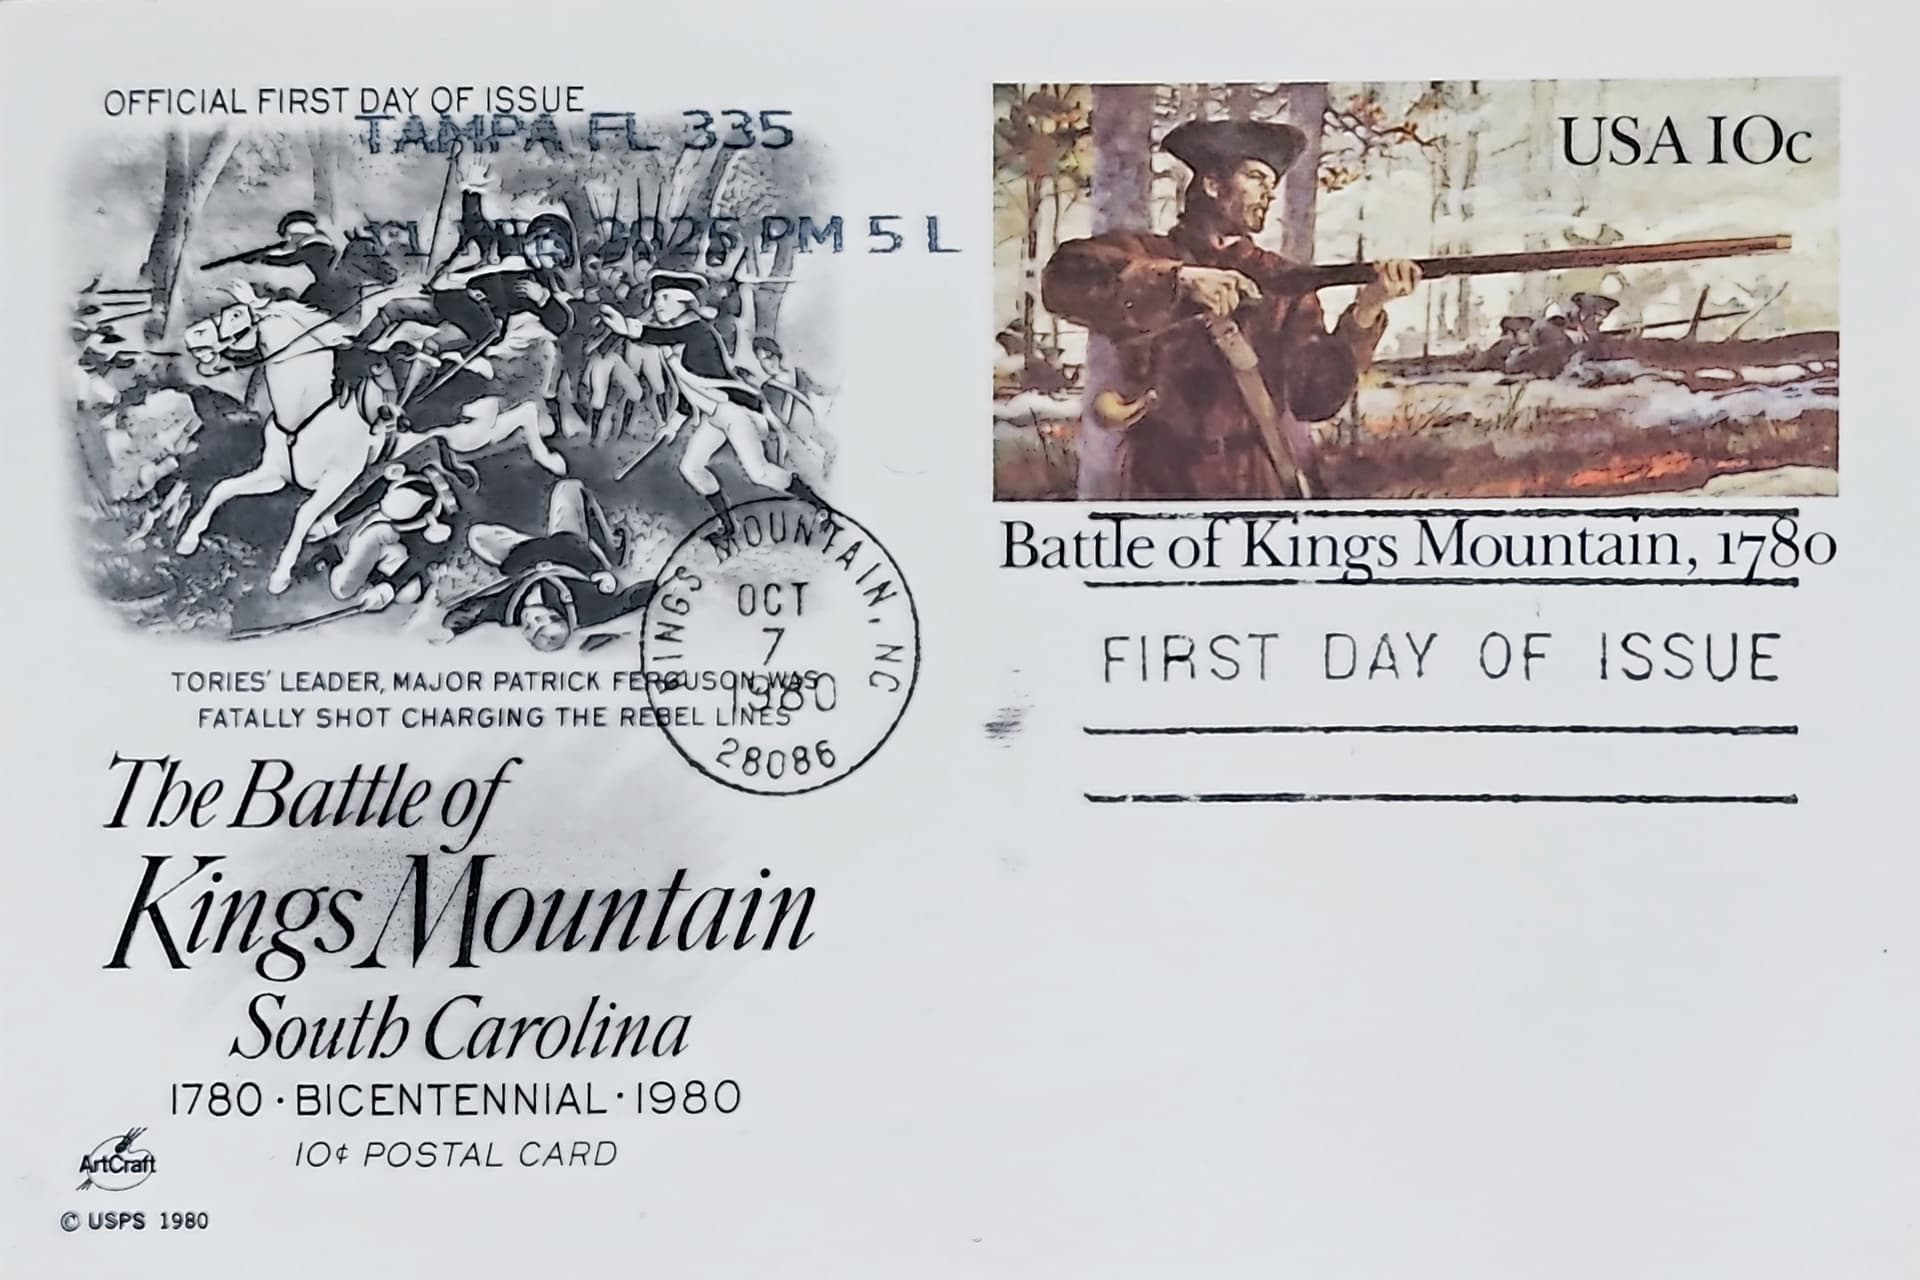 OFFICIAL FIRST DAY OF ISSUE
TAMPA FL 335
11 2025 PM 5 L
USA 10c
Battle of Kings Mountain, 1780
KINGS MOUNTAIN, NC
OCT
7
1980
28086
FIRST DAY OF ISSUE
TORIES' LEADER, MAJOR PATRICK FERGUSON WAS
FATALLY SHOT CHARGING THE REBEL LINES
The Battle of
Kings Mountain
South Carolina
1780 · BICENTENNIAL · 1980
10¢ POSTAL CARD
ArtCraft
© USPS 1980